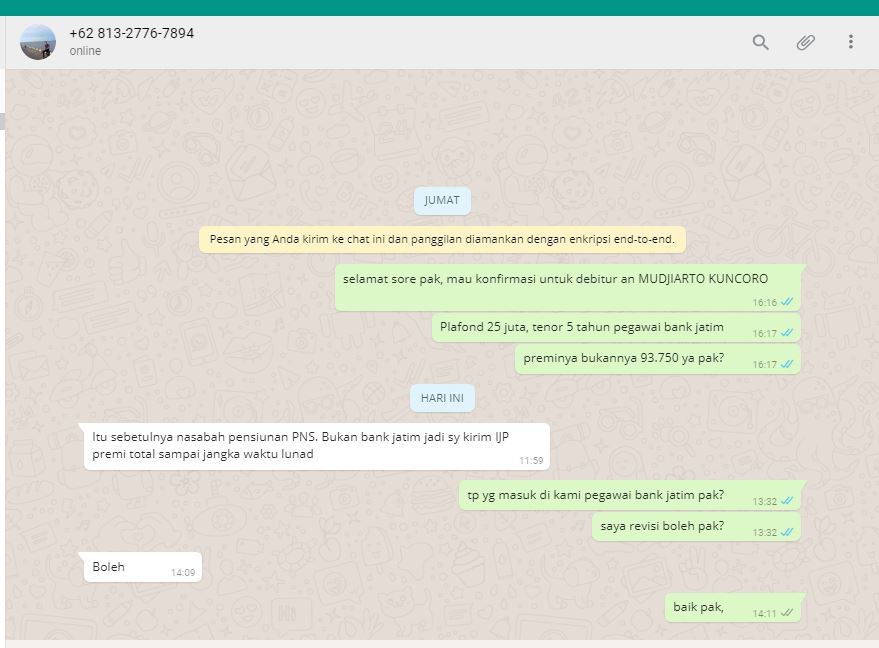 +62 813-2776-7894
online
JUMAT
Pesan yang Anda kirim ke chat ini dan panggilan diamankan dengan enkripsi end-to-end.
selamat sore pak, mau konfirmasi untuk debitur an MUDJIARTO KUNCORO
16:16
Plafond 25 juta, tenor 5 tahun pegawai bank jatim
16:17
preminya bukannya 93.750 ya pak?
16:17
HARI INI
Itu sebetulnya nasabah pensiunan PNS. Bukan bank jatim jadi sy kirim IJP
premi total sampai jangka waktu lunad
11:59
tp yg masuk di kami pegawai bank jatim pak?
13:32
saya revisi boleh pak?
13:32
Boleh
14:09
baik pak,
14:11